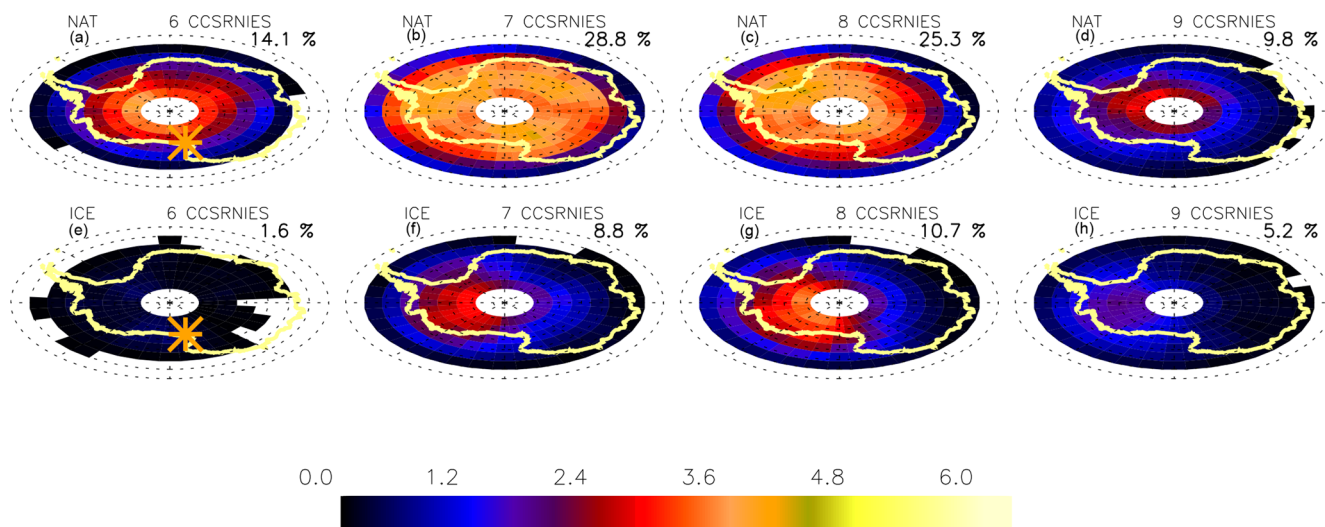 NAT 6 CCSRNIES
(a) 14.1 %
NAT 7 CCSRNIES
(b) 28.8 %
NAT 8 CCSRNIES
(c) 25.3 %
NAT 9 CCSRNIES
(d) 9.8 %
ICE 6 CCSRNIES
(e) 1.6 %
ICE 7 CCSRNIES
(f) 8.8 %
ICE 8 CCSRNIES
(g) 10.7 %
ICE 9 CCSRNIES
(h) 5.2 %
0.0 1.2 2.4 3.6 4.8 6.0